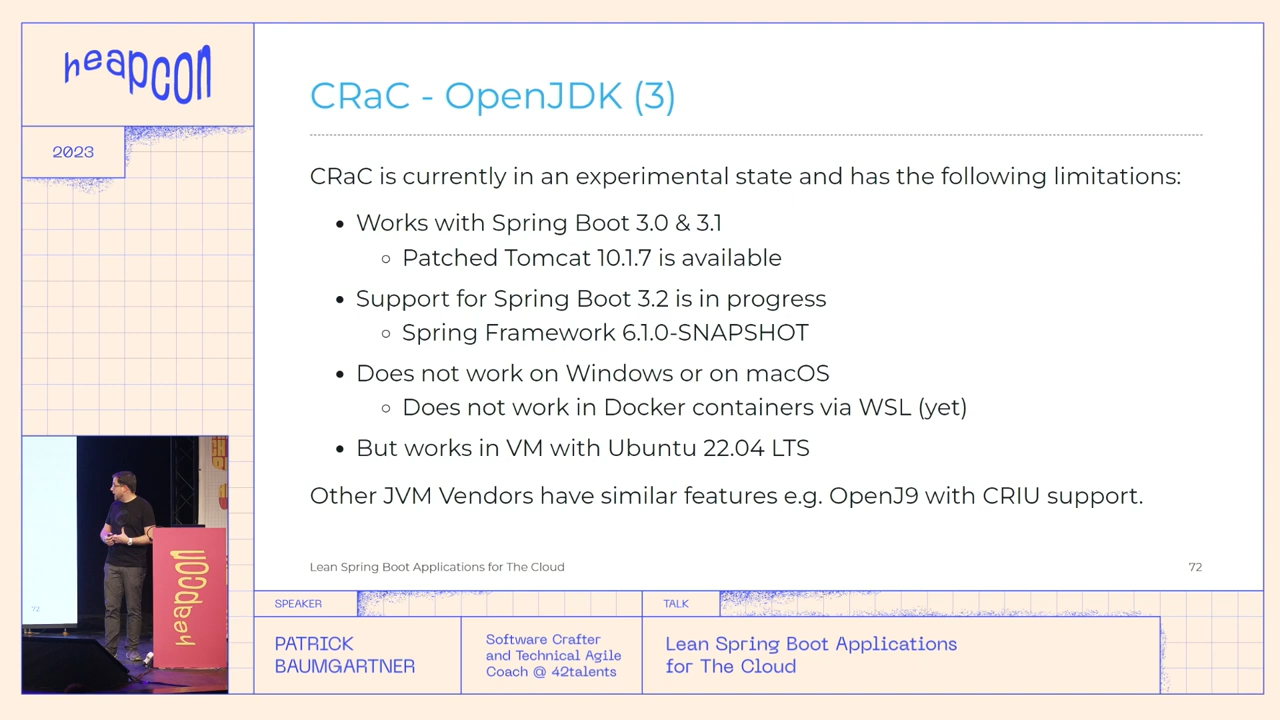 heapcon
2023
CRaC - OpenJDK (3)
CRaC is currently in an experimental state and has the following limitations:
• Works with Spring Boot 3.0 & 3.1
○ Patched Tomcat 10.1.7 is available
• Support for Spring Boot 3.2 is in progress
○ Spring Framework 6.1.0-SNAPSHOT
• Does not work on Windows or on macOS
○ Does not work in Docker containers via WSL (yet)
• But works in VM with Ubuntu 22.04 LTS
Other JVM Vendors have similar features e.g. OpenJ9 with CRIU support.
Lean Spring Boot Applications for The Cloud
72
72
heapcon
SPEAKER
PATRICK
BAUMGARTNER
Software Crafter
and Technical Agile
Coach @ 42talents
TALK
Lean Spring Boot Applications
for The Cloud